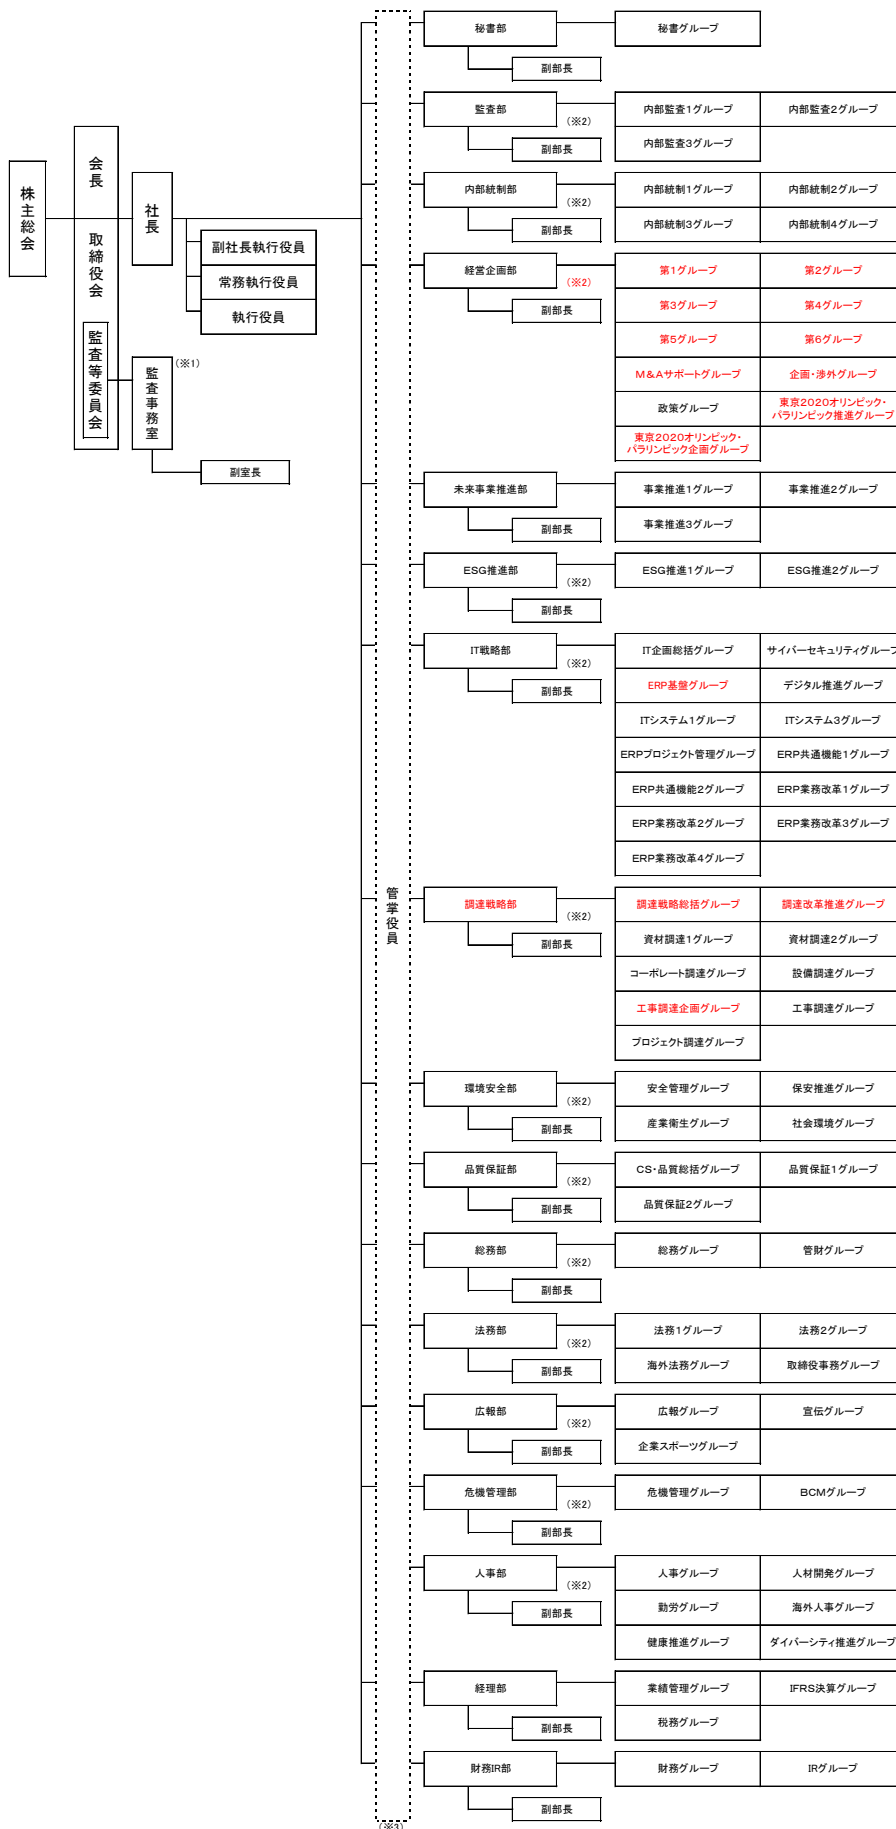 株主総会
会長
取締役会
監査等委員会
社長
副社長執行役員
常務執行役員
執行役員
監査事務室
(※1)
副室長
管掌役員
(※3)
秘書部
秘書グループ
副部長
監査部
(※2)
内部監査1グループ
内部監査2グループ
副部長
内部監査3グループ
内部統制部
(※2)
内部統制1グループ
内部統制2グループ
副部長
内部統制3グループ
内部統制4グループ
経営企画部
(※2)
第1グループ
第2グループ
副部長
第3グループ
第4グループ
第5グループ
第6グループ
M&Aサポートグループ
企画・渉外グループ
政策グループ
東京2020オリンピック・
パラリンピック推進グループ
東京2020オリンピック・
パラリンピック企画グループ
未来事業推進部
事業推進1グループ
事業推進2グループ
副部長
事業推進3グループ
ESG推進部
(※2)
ESG推進1グループ
ESG推進2グループ
副部長
IT戦略部
(※2)
IT企画総括グループ
サイバーセキュリティグループ
副部長
ERP基盤グループ
デジタル推進グループ
ITシステム1グループ
ITシステム3グループ
ERPプロジェクト管理グループ
ERP共通機能1グループ
ERP共通機能2グループ
ERP業務改革1グループ
ERP業務改革2グループ
ERP業務改革3グループ
ERP業務改革4グループ
調達戦略部
(※2)
調達戦略総括グループ
調達改革推進グループ
副部長
資材調達1グループ
資材調達2グループ
コーポレート調達グループ
設備調達グループ
工事調達企画グループ
工事調達グループ
プロジェクト調達グループ
環境安全部
(※2)
安全管理グループ
保安推進グループ
副部長
産業衛生グループ
社会環境グループ
品質保証部
(※2)
CS・品質総括グループ
品質保証1グループ
副部長
品質保証2グループ
総務部
(※2)
総務グループ
管財グループ
副部長
法務部
(※2)
法務1グループ
法務2グループ
副部長
海外法務グループ
取締役事務グループ
広報部
(※2)
広報グループ
宣伝グループ
副部長
企業スポーツグループ
危機管理部
(※2)
危機管理グループ
BCMグループ
副部長
人事部
(※2)
人事グループ
人材開発グループ
副部長
勤労グループ
海外人事グループ
健康推進グループ
ダイバーシティ推進グループ
経理部
業績管理グループ
IFRS決算グループ
副部長
税務グループ
財務IR部
財務グループ
IRグループ
副部長